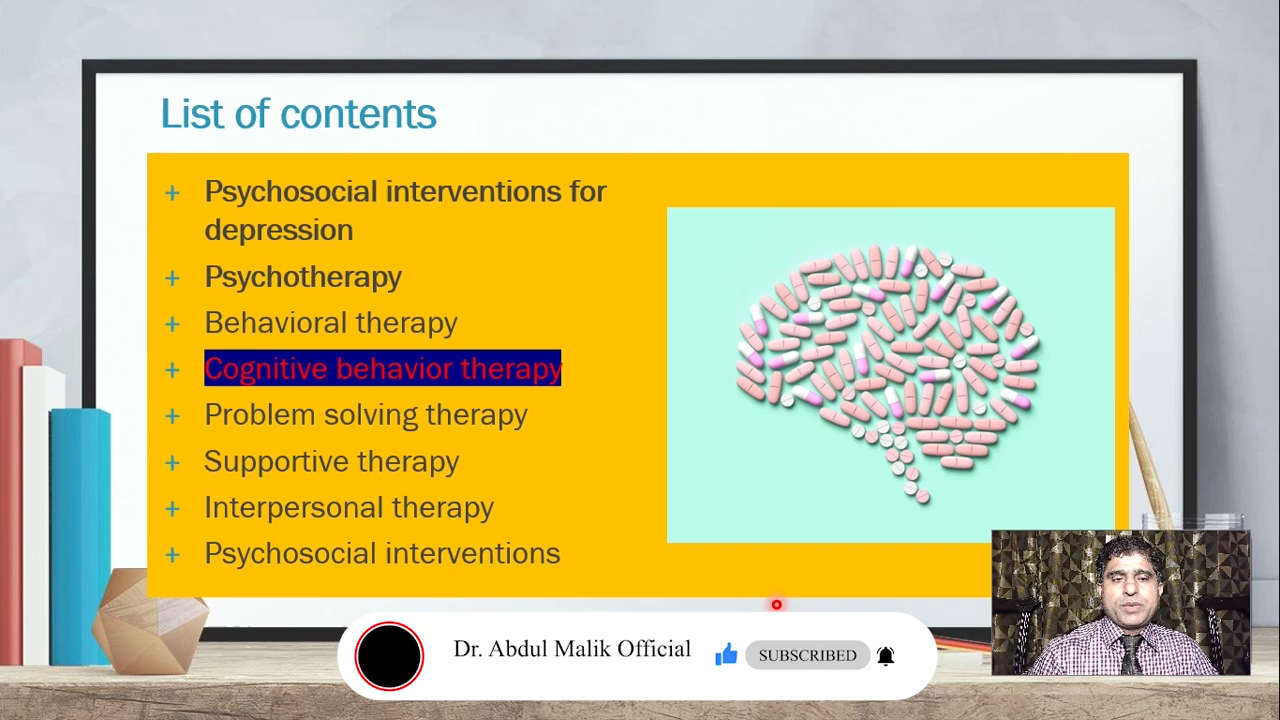 List of contents
+ Psychosocial interventions for
depression
+ Psychotherapy
+ Behavioral therapy
+ Cognitive behavior therapy
+ Problem solving therapy
+ Supportive therapy
+ Interpersonal therapy
+ Psychosocial interventions
Dr. Abdul Malik Official
SUBSCRIBED